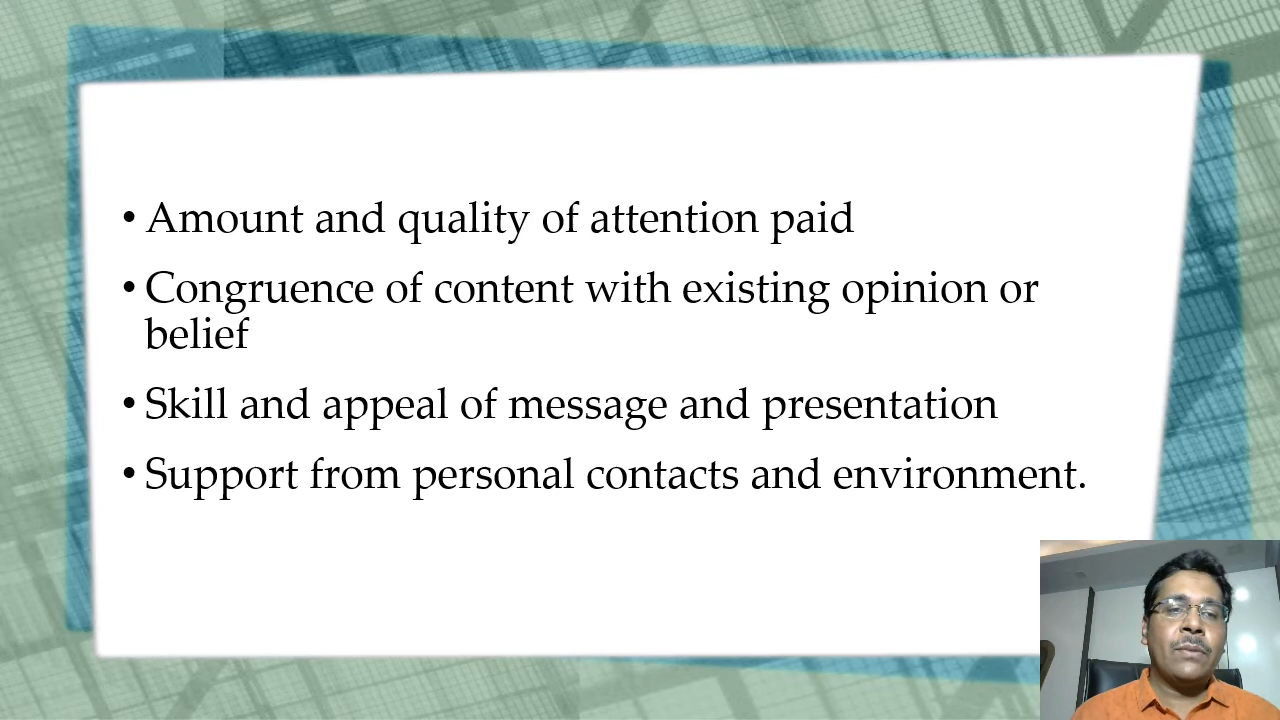 • Amount and quality of attention paid
• Congruence of content with existing opinion or
belief
• Skill and appeal of message and presentation
• Support from personal contacts and environment.